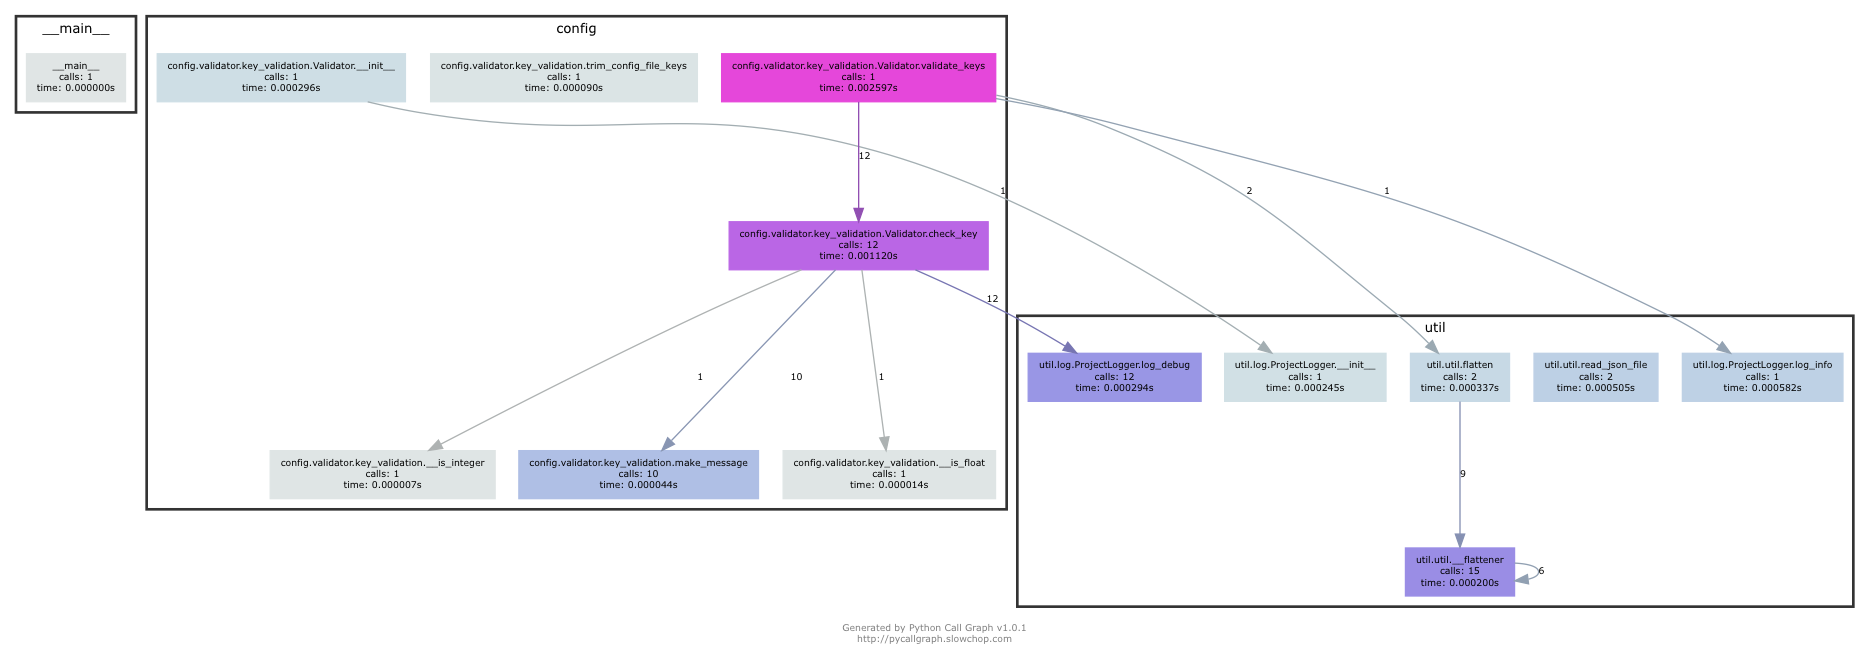 __main__
__main__
calls: 1
time: 0.000000s
config
config.validator.key_validation.Validator.__init__
calls: 1
time: 0.000296s
config.validator.key_validation.trim_config_file_keys
calls: 1
time: 0.000090s
config.validator.key_validation.Validator.validate_keys
calls: 1
time: 0.002597s
12
1
2
1
config.validator.key_validation.Validator.check_key
calls: 12
time: 0.001120s
12
1
10
1
config.validator.key_validation.__is_integer
calls: 1
time: 0.000007s
config.validator.key_validation.make_message
calls: 10
time: 0.000044s
config.validator.key_validation.__is_float
calls: 1
time: 0.000014s
util
util.log.ProjectLogger.log_debug
calls: 12
time: 0.000294s
util.log.ProjectLogger.__init__
calls: 1
time: 0.000245s
util.util.flatten
calls: 2
time: 0.000337s
util.util.read_json_file
calls: 2
time: 0.000505s
util.log.ProjectLogger.log_info
calls: 1
time: 0.000582s
9
util.util.__flattener
calls: 15
time: 0.000200s
6
Generated by Python Call Graph v1.0.1
http://pycallgraph.slowchop.com